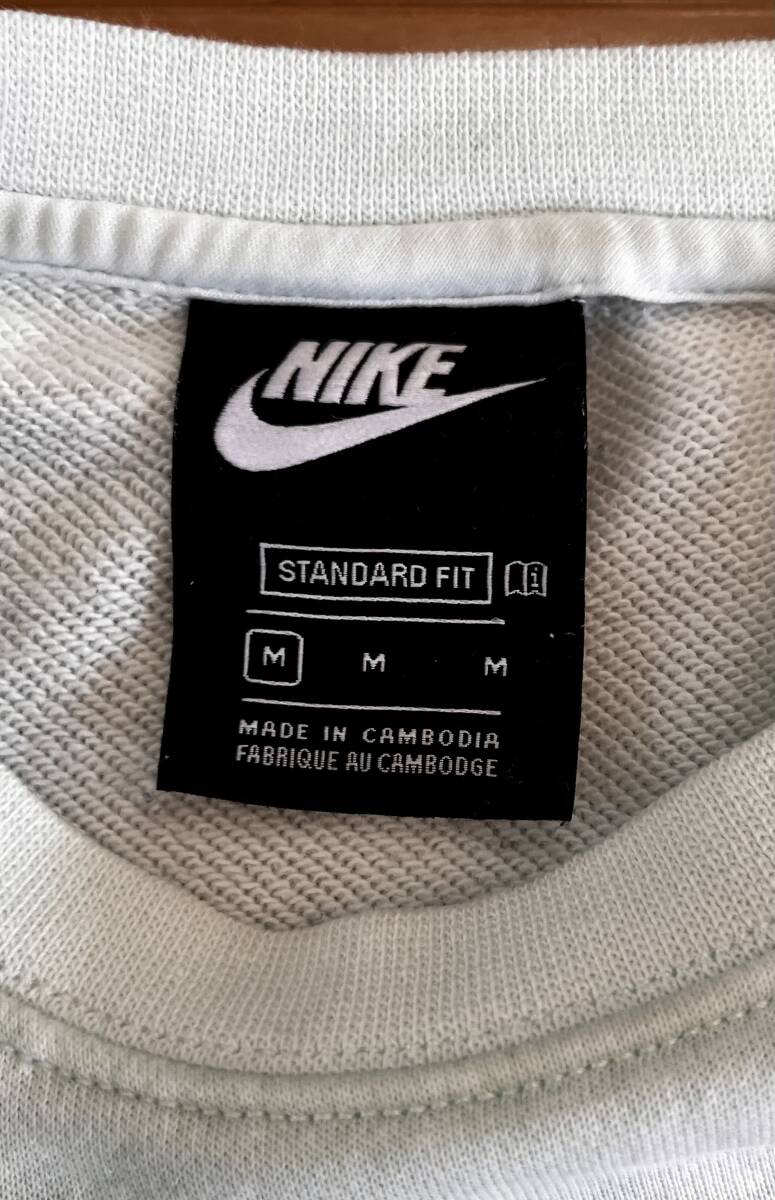 NIKE
STANDARD FIT i
M M M
MADE IN CAMBODIA
FABRIQUE AU CAMBODGE